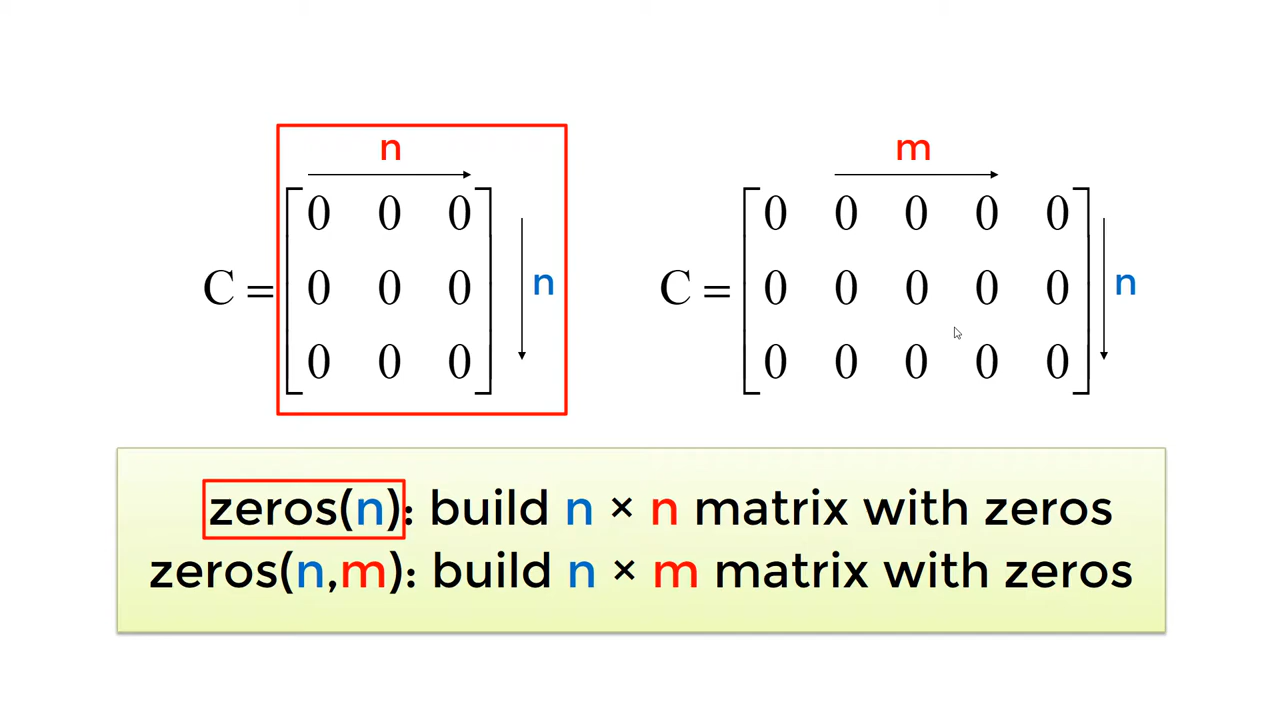 n
C =
0 0 0
0 0 0
0 0 0
n
m
C =
0 0 0 0 0
0 0 0 0 0
0 0 0 0 0
n
zeros(n): build n × n matrix with zeros
zeros(n,m): build n × m matrix with zeros